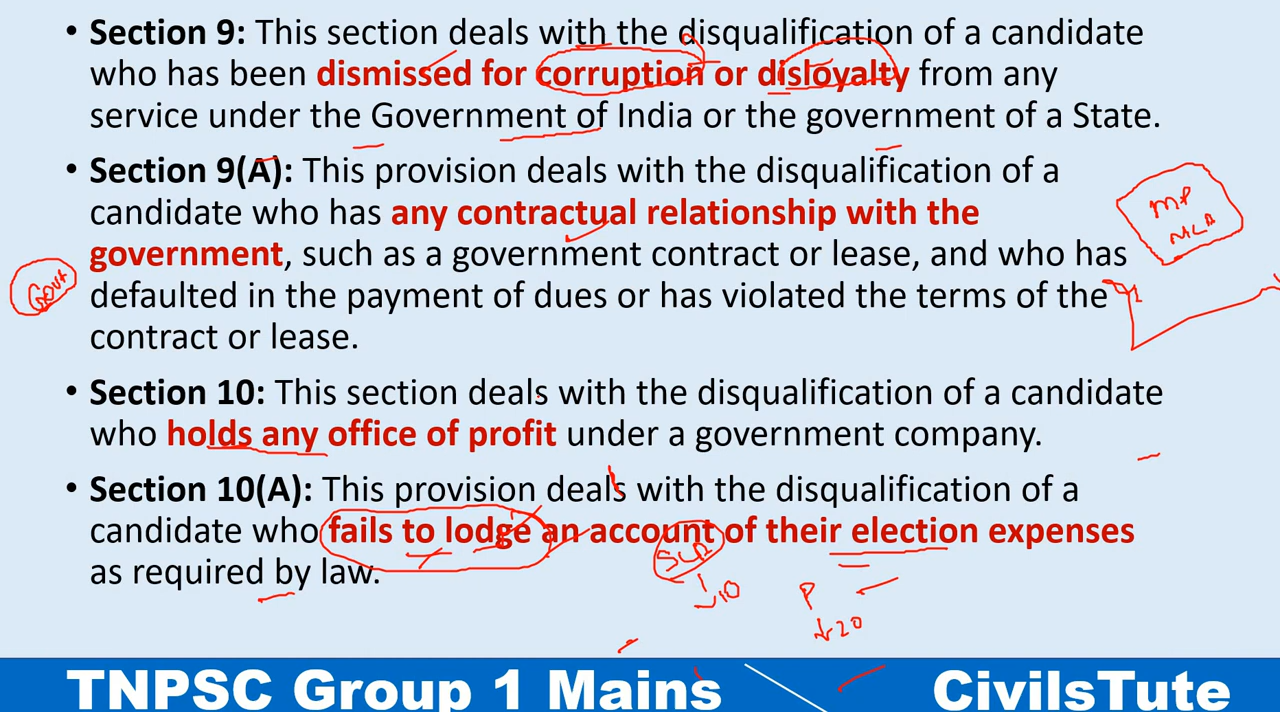 • Section 9: This section deals with the disqualification of a candidate
who has been dismissed for corruption or disloyalty from any
service under the Government of India or the government of a State.
• Section 9(A): This provision deals with the disqualification of a
candidate who has any contractual relationship with the
government, such as a government contract or lease, and who has
defaulted in the payment of dues or has violated the terms of the
contract or lease.
MP
MLA
Govt
• Section 10: This section deals with the disqualification of a candidate
who holds any office of profit under a government company.
• Section 10(A): This provision deals with the disqualification of a
candidate who fails to lodge an account of their election expenses
as required by law.
10
P
20
TNPSC Group 1 Mains
CivilsTute